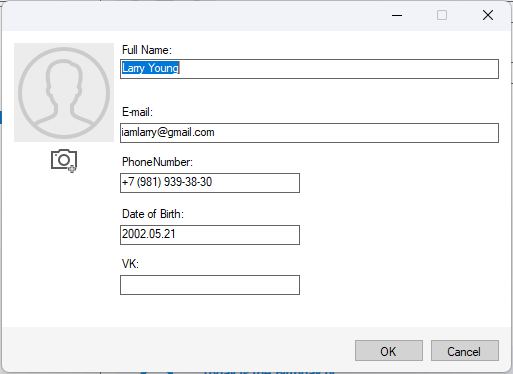 Full Name:
Larry Young
E-mail:
iamlarry@gmail.com
PhoneNumber:
+7 (981) 939-38-30
Date of Birth:
2002.05.21
VK:
OK
Cancel